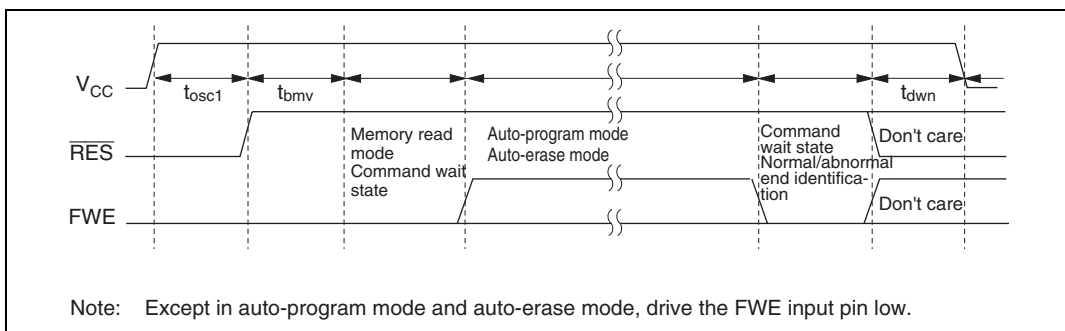 VCC
tosc1
tbmv
tdwn
RES
Memory read
mode
Command wait
state
Auto-program mode
Auto-erase mode
Command
wait state
Normal/abnormal
end identifica-
tion
Don't care
FWE
Don't care
Note: Except in auto-program mode and auto-erase mode, drive the FWE input pin low.